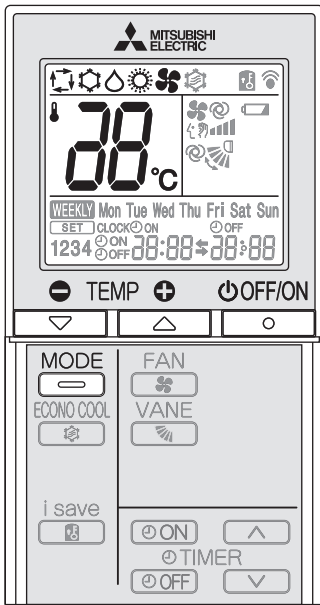 MITSUBISHI
ELECTRIC
88°C
WEEKLY Mon Tue Wed Thu Fri Sat Sun
SET CLOCK ON OFF
1234 ON OFF 88:88 88:88
TEMP OFF/ON
MODE FAN
ECONO COOL VANE
i save
ON
TIMER
OFF